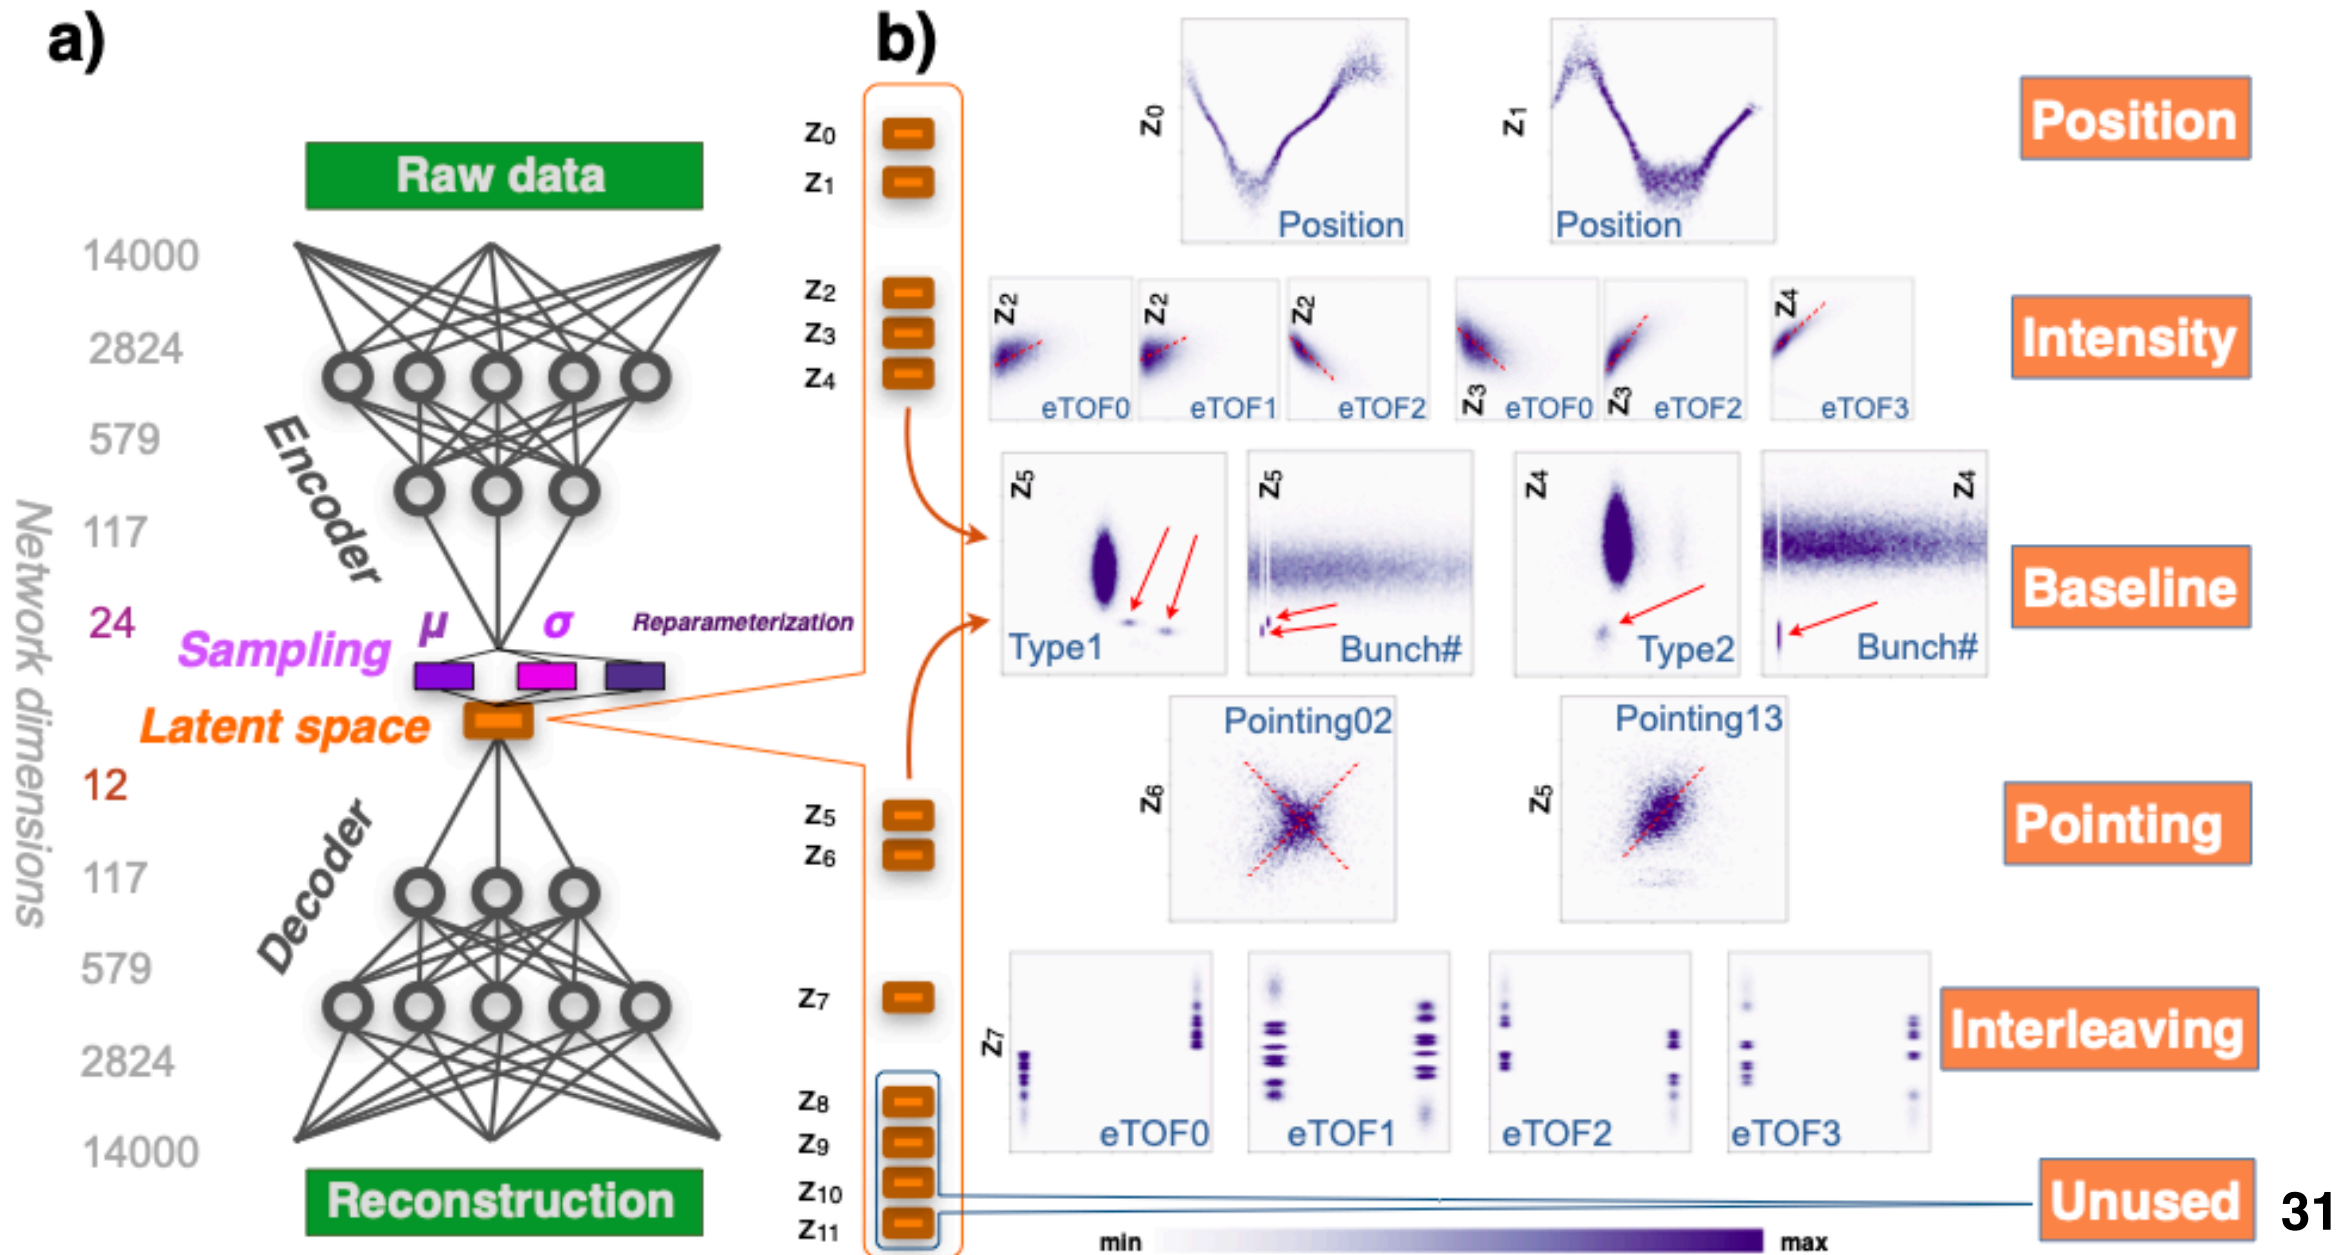 a)
Raw data
Network dimensions
14000
2824
579
117
24
12
117
579
2824
14000
Encoder
Sampling
μ
σ
Reparameterization
Latent space
Decoder
Reconstruction
b)
Z0
Z1
Z2
Z3
Z4
Z5
Z6
Z7
Z8
Z9
Z10
Z11
Z0
Position
Z1
Position
Position
Z2
eTOF0
Z2
eTOF1
Z2
eTOF2
Z3
eTOF0
Z3
eTOF2
Z4
eTOF3
Intensity
Z5
Type1
Z5
Bunch#
Z4
Type2
Z4
Bunch#
Baseline
Z6
Pointing02
Z5
Pointing13
Pointing
Z7
eTOF0
eTOF1
eTOF2
eTOF3
Interleaving
Unused
min
max
31